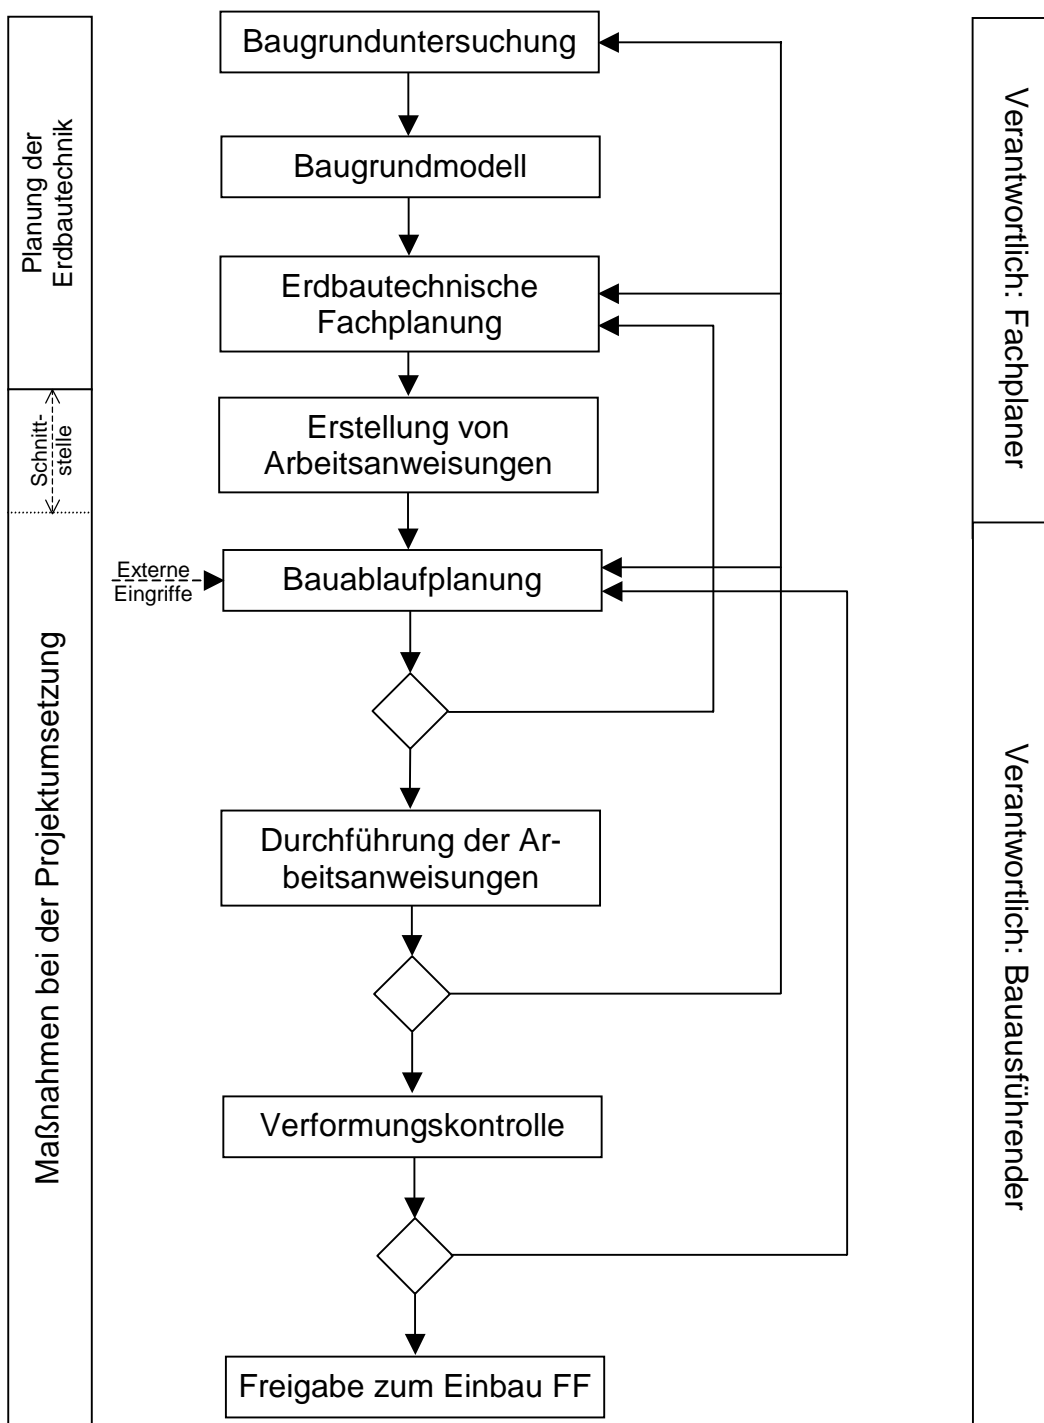 Baugrunduntersuchung
Baugrundmodell
Planung der
Erdbautechnik
Erdbautechnische
Fachplanung
Verantwortlich: Fachplaner
Schnitt-
stelle
Erstellung von
Arbeitsanweisungen
Externe
Eingriffe
Bauablaufplanung
Maßnahmen bei der Projektumsetzung
Durchführung der Ar-
beitsanweisungen
Verantwortlich: Bauausführender
Verformungskontrolle
Freigabe zum Einbau FF